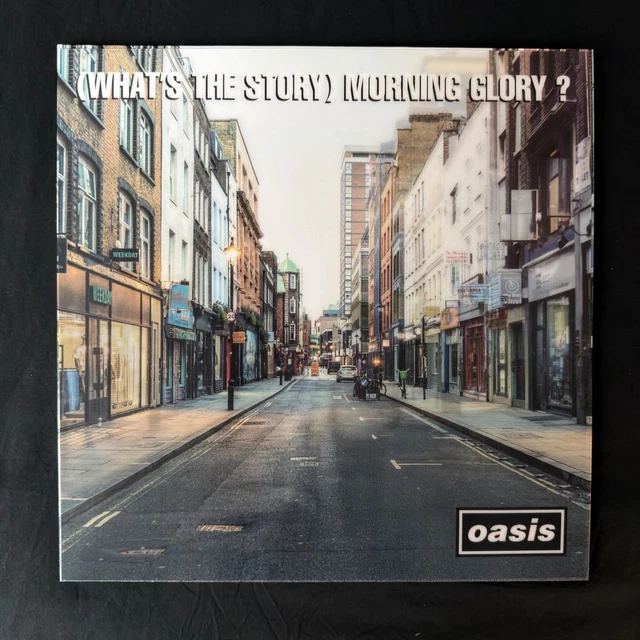 (WHAT'S THE STORY) MORNING GLORY ?
WEEKDAY
oasis